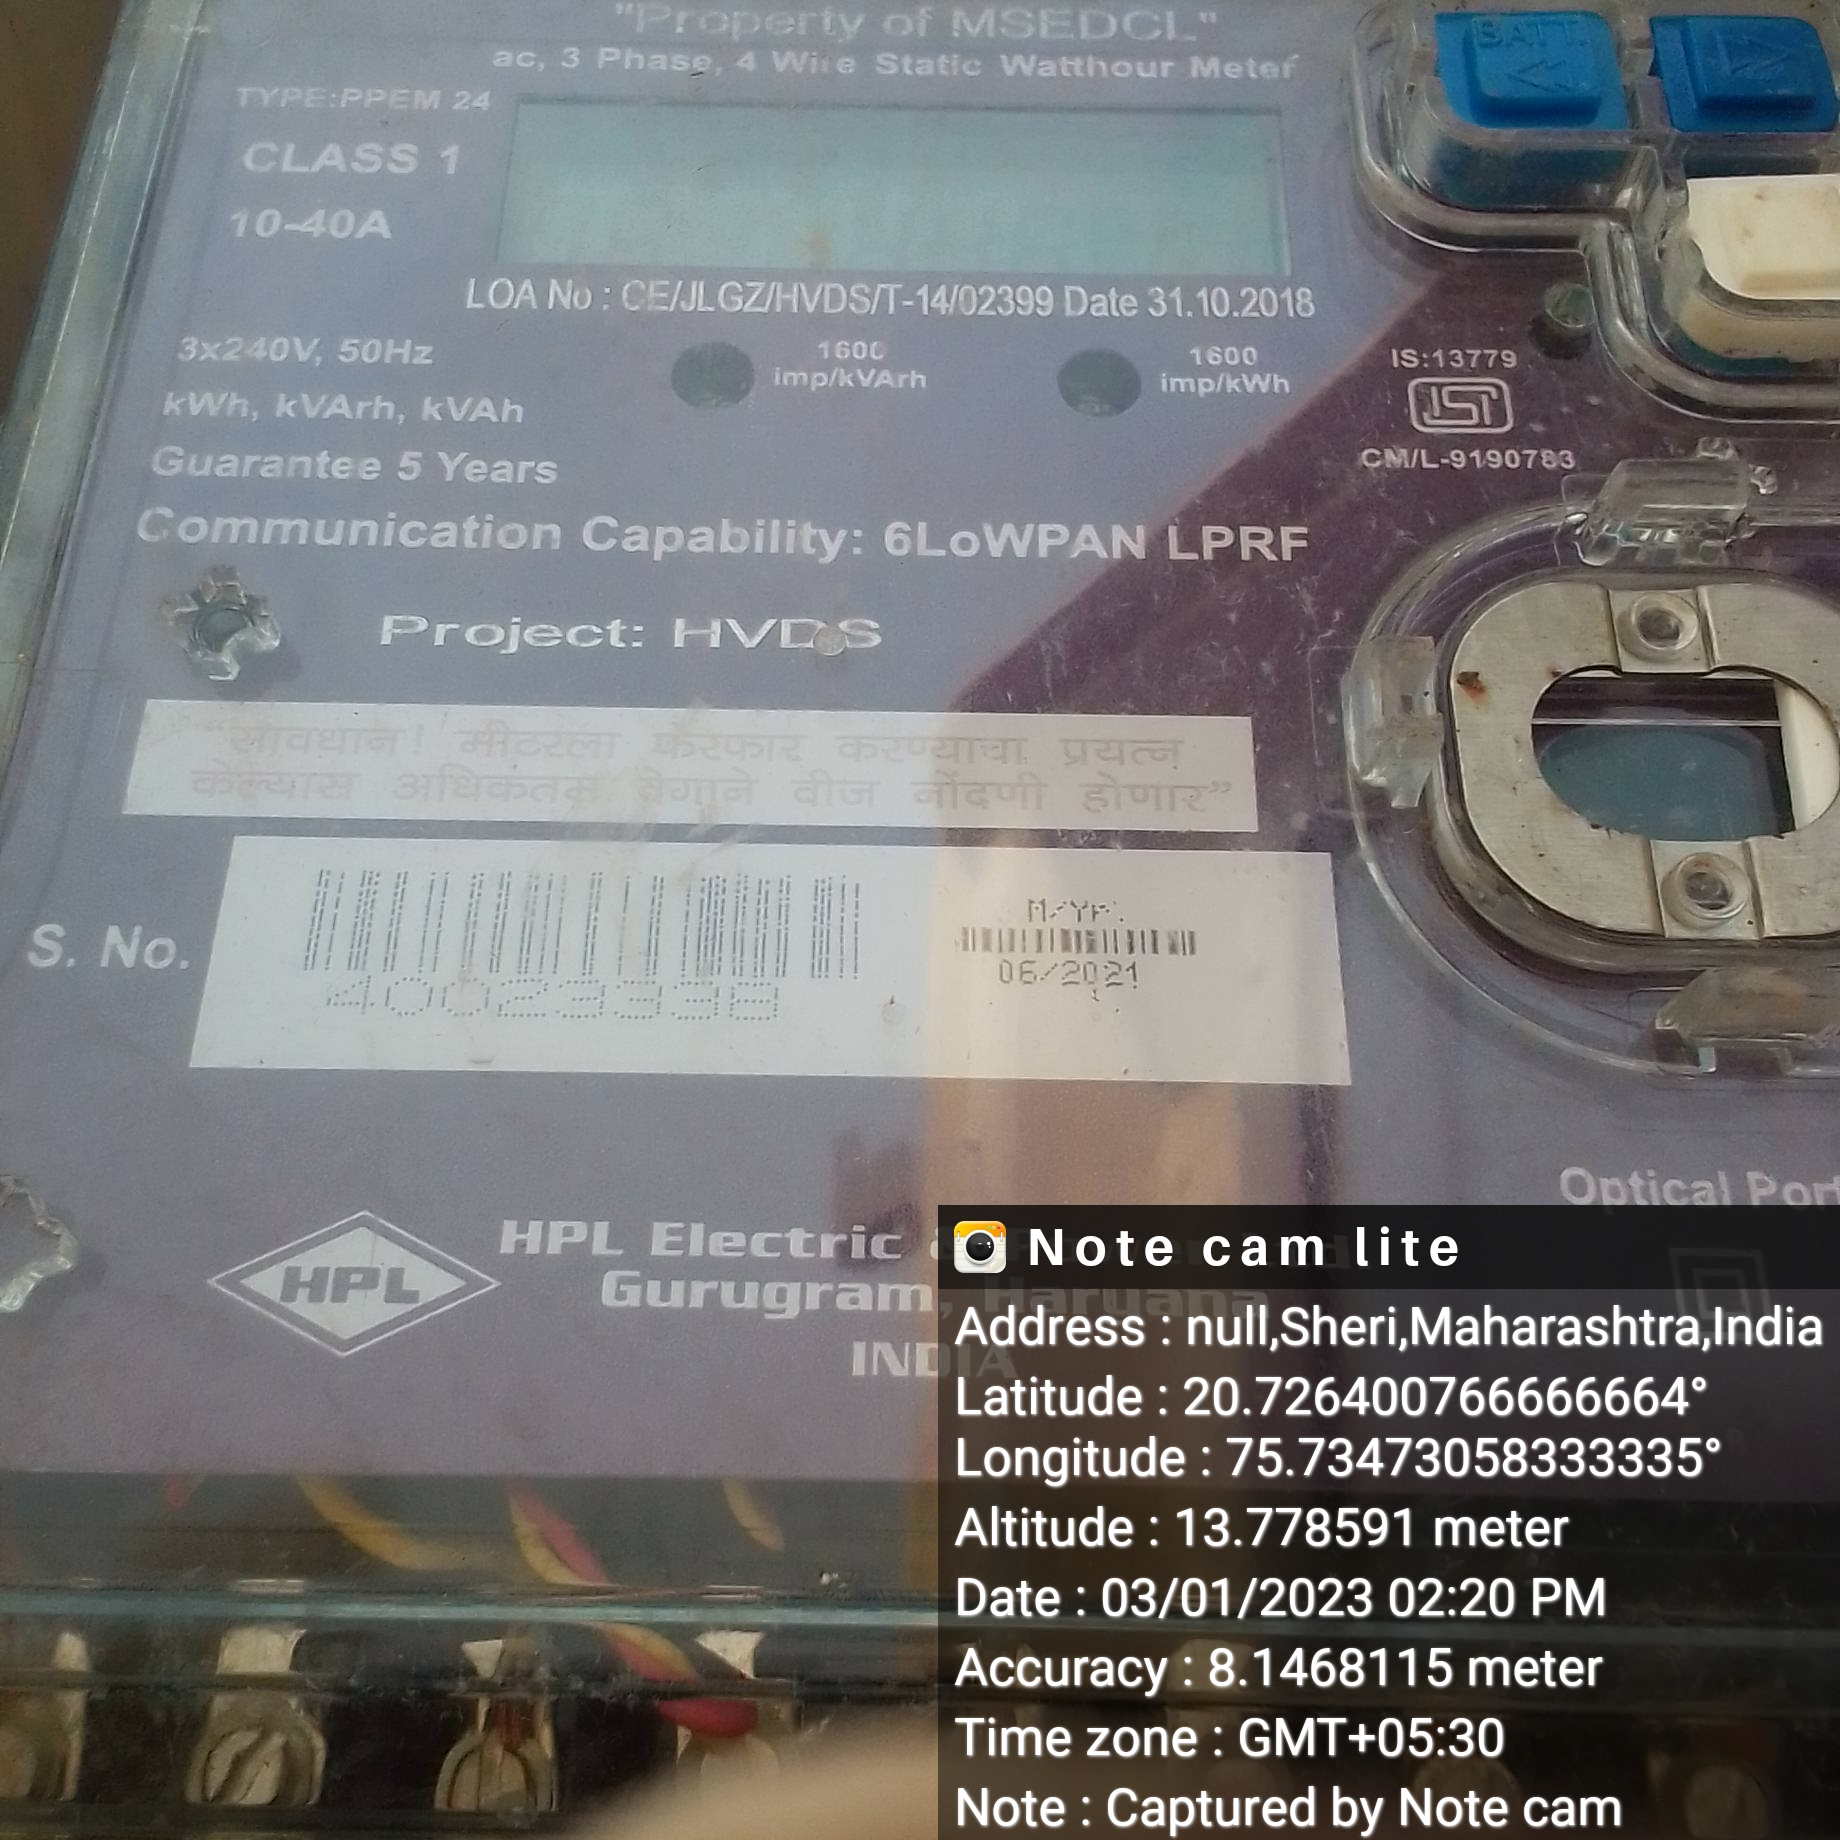 "Property of MSEDCL"
ac, 3 Phase, 4 Wire Static Watthour Meter
BATT.
TYPE:PPEM 24
CLASS 1
10-40A
LOA No : CE/JLGZ/HVDS/T-14/02399 Date 31.10.2018
3x240V, 50Hz
1600
imp/kVArh
1600
imp/kWh
IS:13779
ISI
CM/L-9190783
kWh, kVArh, kVAh
Guarantee 5 Years
Communication Capability: 6LoWPAN LPRF
Project: HVDS
“सावधान! मीटरला फेरफार करण्याचा प्रयत्न
केल्यास अधिकतम वेगाने वीज नोंदणी होणार”
S. No.
40023338
M/YR.
06/2021
Optical Port
HPL
HPL Electric &
Gurugram, Haryana
INDIA
Note cam lite
Address : null,Sheri,Maharashtra,India
Latitude : 20.726400766666664°
Longitude : 75.73473058333335°
Altitude : 13.778591 meter
Date : 03/01/2023 02:20 PM
Accuracy : 8.1468115 meter
Time zone : GMT+05:30
Note : Captured by Note cam